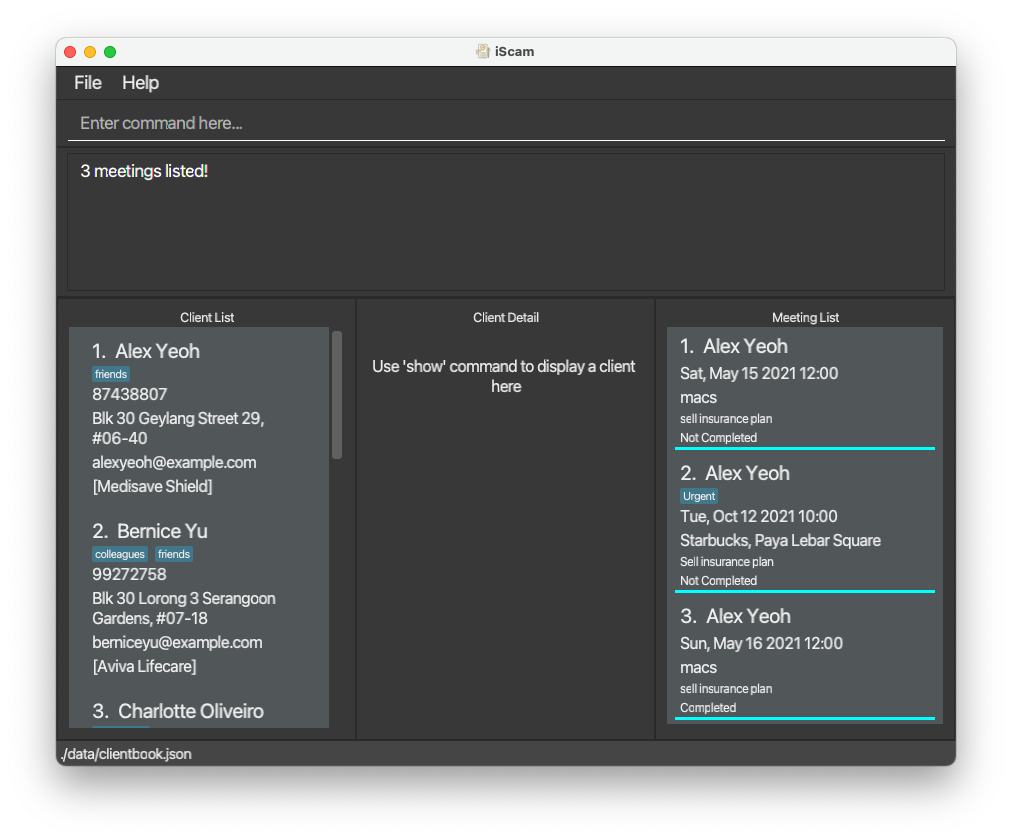 iScam
File Help
Enter command here...
3 meetings listed!
Client List
1. Alex Yeoh
friends
87438807
Blk 30 Geylang Street 29,
#06-40
alexyeoh@example.com
[Medisave Shield]
2. Bernice Yu
colleagues friends
99272758
Blk 30 Lorong 3 Serangoon
Gardens, #07-18
berniceyu@example.com
[Aviva Lifecare]
3. Charlotte Oliveiro
Client Detail
Use 'show' command to display a client
here
Meeting List
1. Alex Yeoh
Sat, May 15 2021 12:00
macs
sell insurance plan
Not Completed
2. Alex Yeoh
Urgent
Tue, Oct 12 2021 10:00
Starbucks, Paya Lebar Square
Sell insurance plan
Not Completed
3. Alex Yeoh
Sun, May 16 2021 12:00
macs
sell insurance plan
Completed
./data/clientbook.json